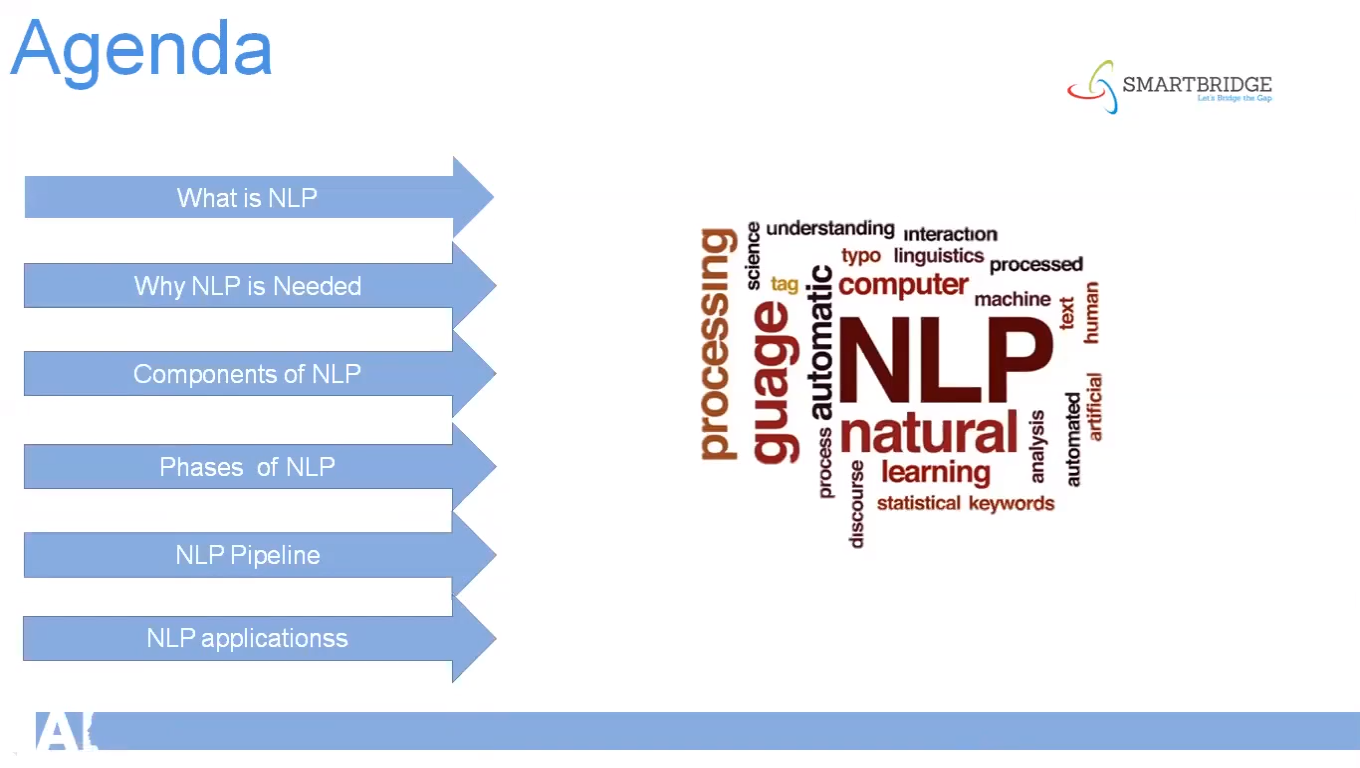 Agenda
SMARTBRIDGE
Let's Bridge the Gap
What is NLP
Why NLP is Needed
Components of NLP
Phases of NLP
NLP Pipeline
NLP applicationss
processing
science
understanding
interaction
typo
linguistics
processed
tag
computer
machine
text
human
guage
automatic
NLP
natural
process
discourse
learning
analysis
automated
artificial
statistical
keywords
AI